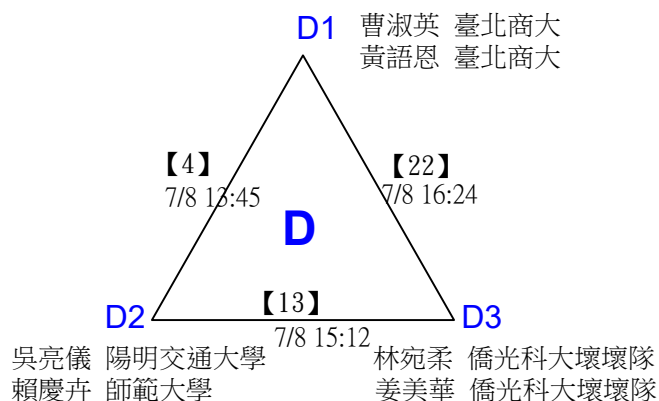 D1 曹淑英 臺北商大
黃語恩 臺北商大
【4】 【22】
7/8 13:45 7/8 16:24
D
【13】
D2 D3
7/8 15:12
吳亮儀 陽明交通大學 林宛柔 僑光科大壞壞隊
賴慶卉 師範大學 姜美華 僑光科大壞壞隊